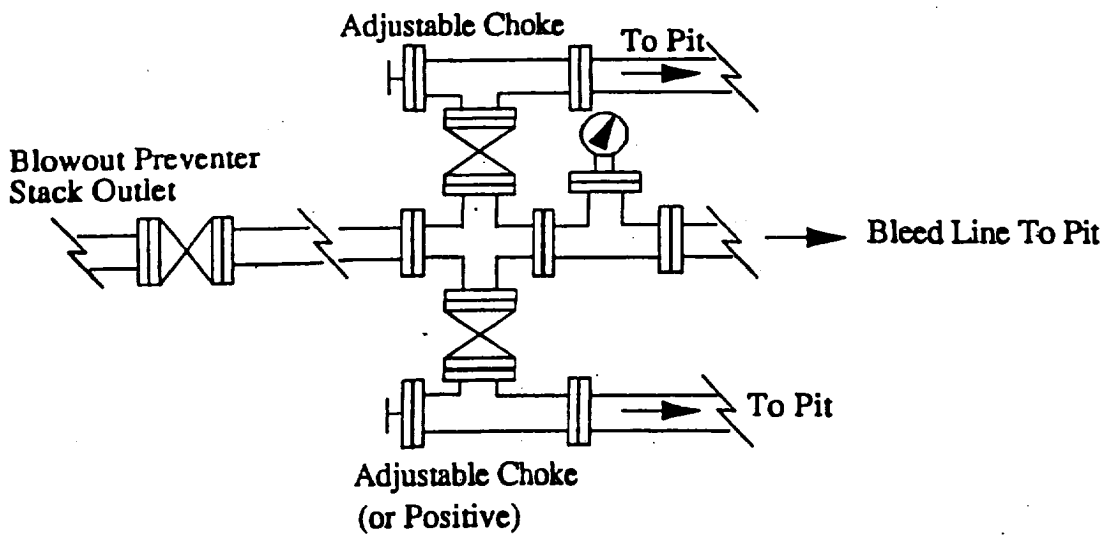 Adjustable Choke
To Pit
Blowout Preventer
Stack Outlet
Bleed Line To Pit
To Pit
Adjustable Choke
(or Positive)